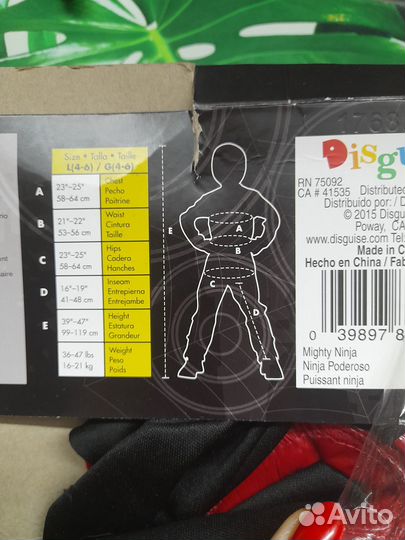 Size • Talla • Taille
L(4-6) / G(4-6)
A
23"–25"
58–64 cm
Chest
Pecho
Poitrine
B
21"–22"
53–56 cm
Waist
Cintura
Taille
C
23"–25"
58–64 cm
Hips
Cadera
Hanches
D
16"–19"
41–48 cm
Inseam
Entrepierna
Entrejambe
E
39"–47"
99–119 cm
Height
Estatura
Grandeur
36–47 lbs
16–21 kg
Weight
Peso
Poids
A
B
C
D
E
Disgu
RN 75092
CA # 41535
Distributed
Distribuido por: / D
© 2015 Disgu
Poway, CA
www.disguise.com Tel:
Made in C
Hecho en China / Fab
0 39897 8
Mighty Ninja
Ninja Poderoso
Puissant ninja
Avito